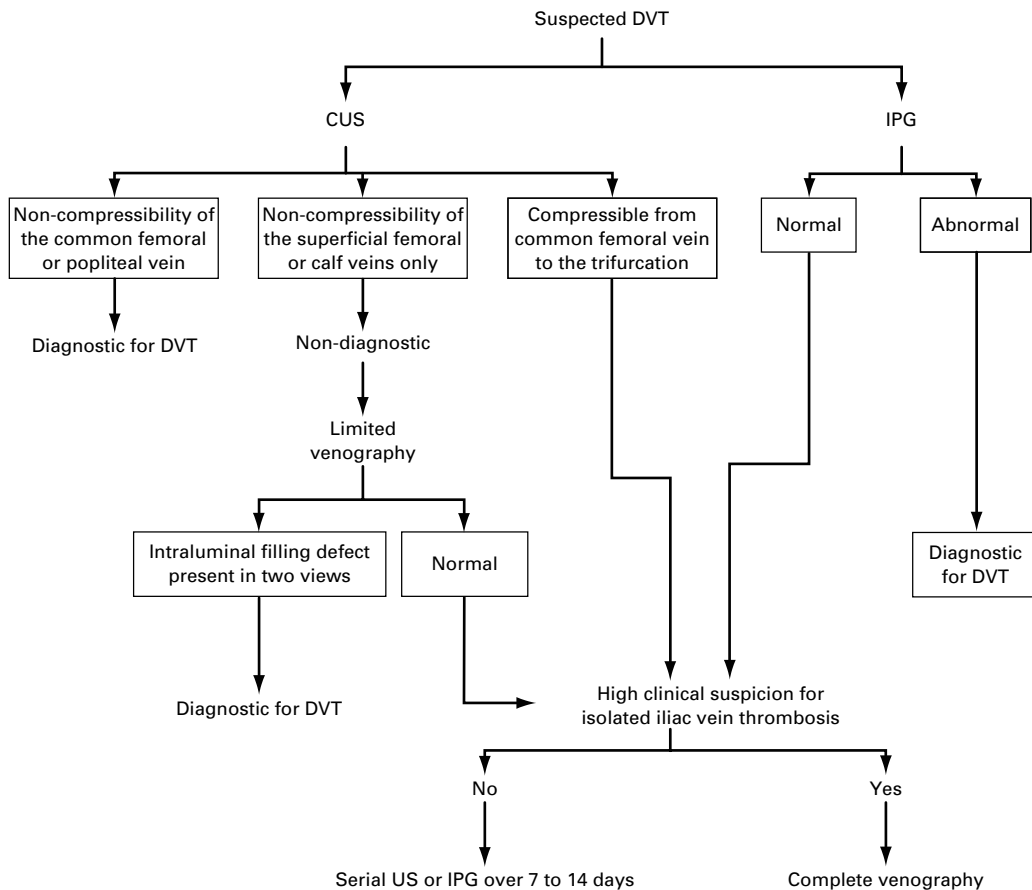 Suspected DVT
CUS
IPG
Non-compressibility of
the common femoral
or popliteal vein
Non-compressibility of
the superficial femoral
or calf veins only
Compressible from
common femoral vein
to the trifurcation
Normal
Abnormal
Diagnostic for DVT
Non-diagnostic
Limited
venography
Intraluminal filling defect
present in two views
Normal
Diagnostic
for DVT
Diagnostic for DVT
High clinical suspicion for
isolated iliac vein thrombosis
No
Yes
Serial US or IPG over 7 to 14 days
Complete venography